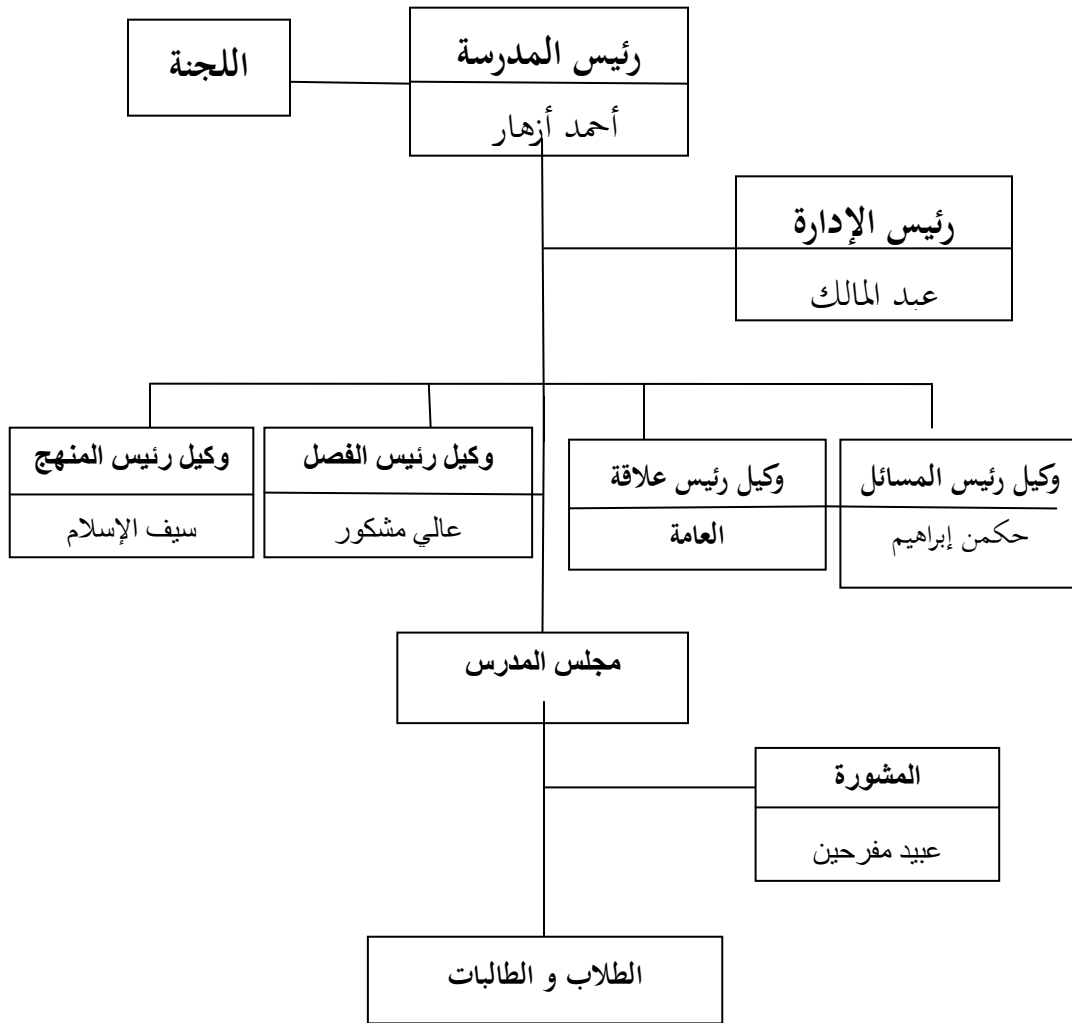 رئيس المدرسة
أحمد أزهار
اللجنة
رئيس الإدارة
عبد المالك
وكيل رئيس المسائل
حكمن إبراهيم
وكيل رئيس علاقة
العامة
وكيل رئيس الفصل
عالي مشكور
وكيل رئيس المنهج
سيف الإسلام
مجلس المدرس
المشورة
عبيد مفرحين
الطلاب و الطالبات